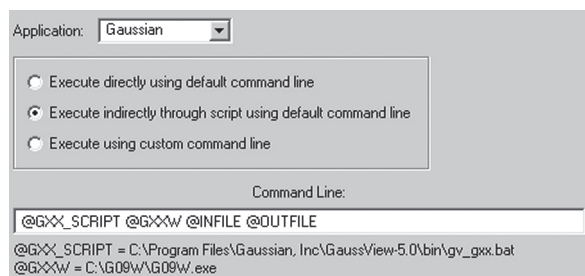 Application: Gaussian
Execute directly using default command line
Execute indirectly through script using default command line
Execute using custom command line
Command Line:
@GXX_SCRIPT @GXXW @INFILE @OUTFILE
@GXX_SCRIPT = C:\Program Files\Gaussian, Inc\GaussView-5.0\bin\gv_gxx.bat
@GXXW = C:\G09W\G09W.exe